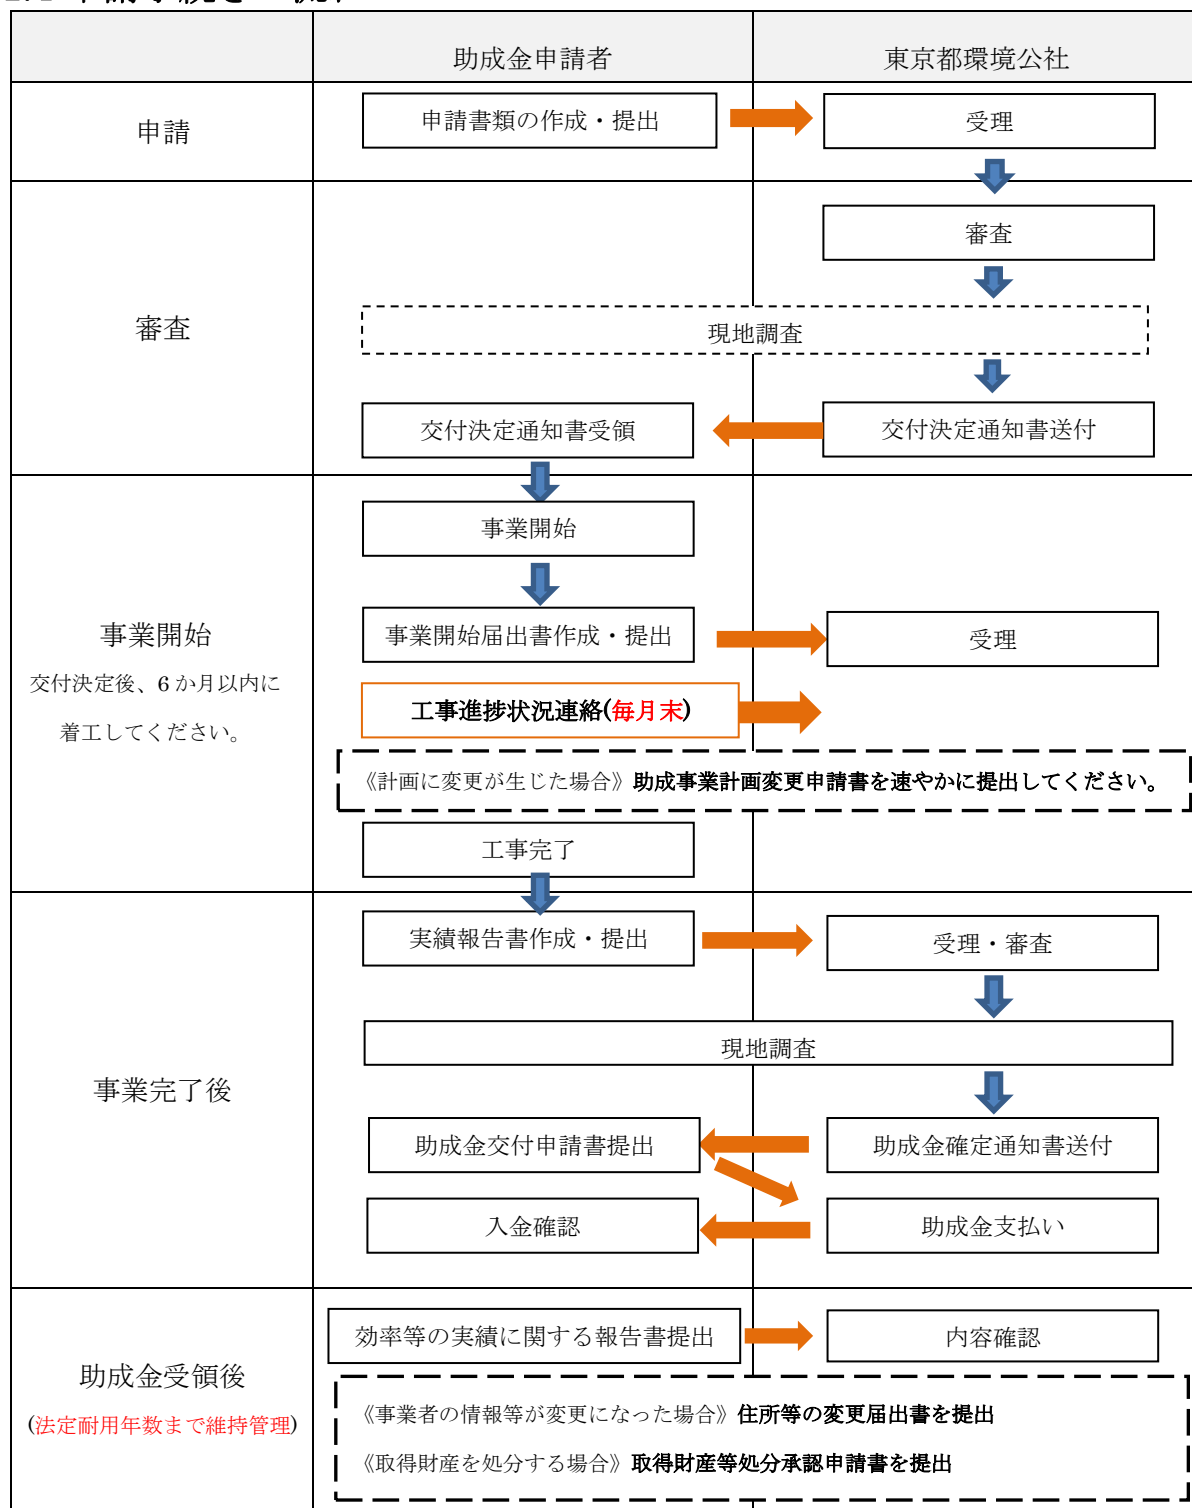 助成金申請者
東京都環境公社
申請
申請書類の作成・提出
受理
審査
審査
現地調査
交付決定通知書受領
交付決定通知書送付
事業開始
交付決定後、6か月以内に
着工してください。
事業開始
事業開始届出書作成・提出
受理
工事進捗状況連絡(毎月末)
《計画に変更が生じた場合》助成事業計画変更申請書を速やかに提出してください。
工事完了
事業完了後
実績報告書作成・提出
受理・審査
現地調査
助成金交付申請書提出
助成金確定通知書送付
入金確認
助成金支払い
助成金受領後
(法定耐用年数まで維持管理)
効率等の実績に関する報告書提出
内容確認
《事業者の情報等が変更になった場合》住所等の変更届出書を提出
《取得財産を処分する場合》取得財産等処分承認申請書を提出